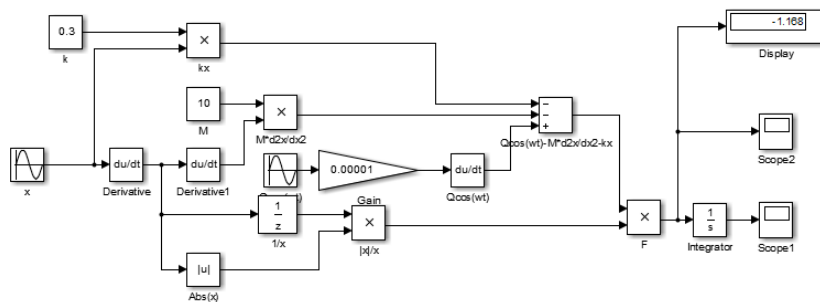 0.3
k
×
kx
-1.168
Display
10
M
×
M*d2x/dx2
−
−
+
Qcos(wt)-M*d2x/dx2-kx
Scope2
x
du/dt
Derivative
du/dt
Derivative1
0.00001
Gain
du/dt
Qcos(wt)
1
z
1/x
×
|x|/x
×
F
1
s
Integrator
Scope1
|u|
Abs(x)